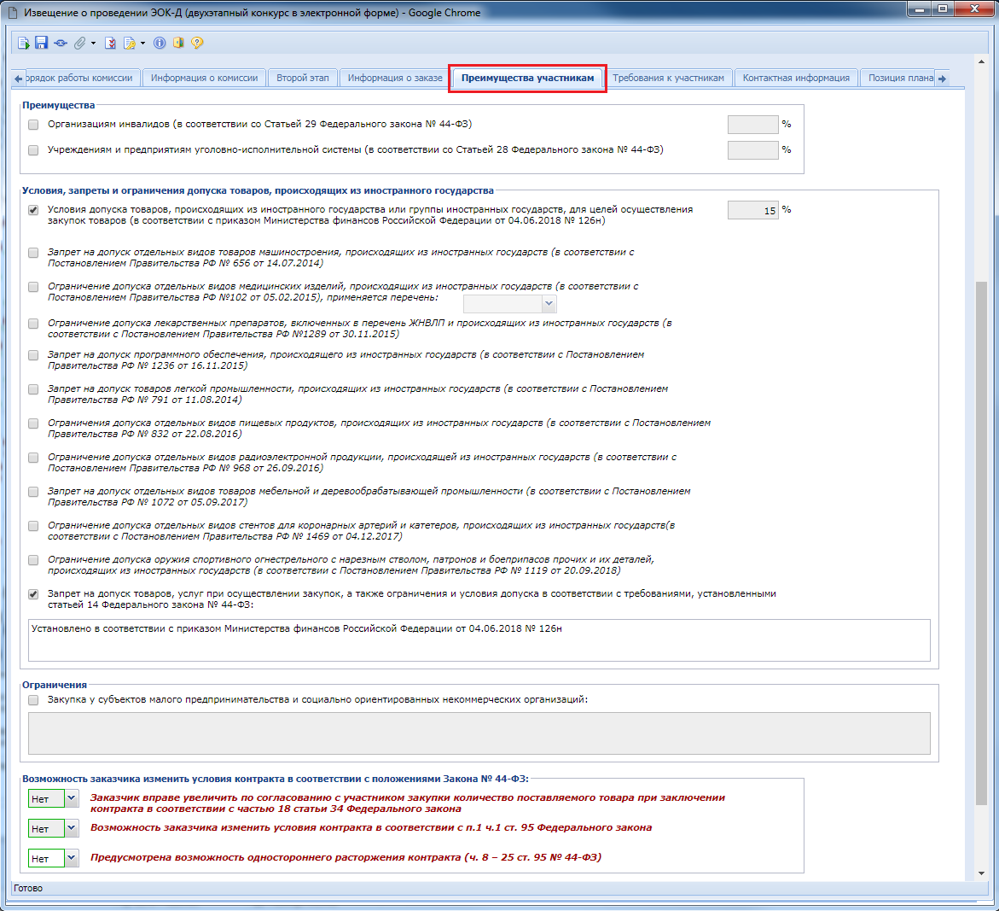 Извещение о проведении ЭОК-Д (двухэтапный конкурс в электронной форме) - Google Chrome
орядок работы комиссии
Информация о комиссии
Второй этап
Информация о заказе
Преимущества участникам
Требования к участникам
Контактная информация
Позиция плана
Преимущества
Организациям инвалидов (в соответствии со Статьей 29 Федерального закона № 44-ФЗ)
%
Учреждениям и предприятиям уголовно-исполнительной системы (в соответствии со Статьей 28 Федерального закона № 44-ФЗ)
%
Условия, запреты и ограничения допуска товаров, происходящих из иностранного государства
Условия допуска товаров, происходящих из иностранного государства или группы иностранных государств, для целей осуществления
закупок товаров (в соответствии с приказом Министерства финансов Российской Федерации от 04.06.2018 № 126н)
15 %
Запрет на допуск отдельных видов товаров машиностроения, происходящих из иностранных государств (в соответствии с
Постановлением Правительства РФ № 656 от 14.07.2014)
Ограничение допуска отдельных видов медицинских изделий, происходящих из иностранных государств (в соответствии с
Постановлением Правительства РФ №102 от 05.02.2015), применяется перечень:
Ограничение допуска лекарственных препаратов, включенных в перечень ЖНВЛП и происходящих из иностранных государств (в
соответствии с Постановлением Правительства РФ №1289 от 30.11.2015)
Запрет на допуск программного обеспечения, происходящего из иностранных государств (в соответствии с Постановлением
Правительства РФ № 1236 от 16.11.2015)
Запрет на допуск товаров легкой промышленности, происходящих из иностранных государств (в соответствии с Постановлением
Правительства РФ № 791 от 11.08.2014)
Ограничения допуска отдельных видов пищевых продуктов, происходящих из иностранных государств (в соответствии с Постановлением
Правительства РФ № 832 от 22.08.2016)
Ограничение допуска отдельных видов радиоэлектронной продукции, происходящей из иностранных государств (в соответствии с
Постановлением Правительства РФ № 968 от 26.09.2016)
Запрет на допуск отдельных видов товаров мебельной и деревообрабатывающей промышленности (в соответствии с Постановлением
Правительства РФ № 1072 от 05.09.2017)
Ограничение допуска отдельных видов стентов для коронарных артерий и катетеров, происходящих из иностранных государств(в
соответствии с Постановлением Правительства РФ № 1469 от 04.12.2017)
Ограничение допуска оружия спортивного огнестрельного с нарезным стволом, патронов и боеприпасов прочих и их деталей,
происходящих из иностранных государств (в соответствии с Постановлением Правительства РФ № 1119 от 20.09.2018)
Запрет на допуск товаров, услуг при осуществлении закупок, а также ограничения и условия допуска в соответствии с требованиями, установленными
статьей 14 Федерального закона № 44-ФЗ:
Установлено в соответствии с приказом Министерства финансов Российской Федерации от 04.06.2018 № 126н
Ограничения
Закупка у субъектов малого предпринимательства и социально ориентированных некоммерческих организаций:
Возможность заказчика изменить условия контракта в соответствии с положениями Закона № 44-ФЗ:
Нет
Заказчик вправе увеличить по согласованию с участником закупки количество поставляемого товара при заключении
контракта в соответствии с частью 18 статьи 34 Федерального закона
Нет
Возможность заказчика изменить условия контракта в соответствии с п.1 ч.1 ст. 95 Федерального закона
Нет
Предусмотрена возможность одностороннего расторжения контракта (ч. 8 – 25 ст. 95 № 44-ФЗ)
Готово